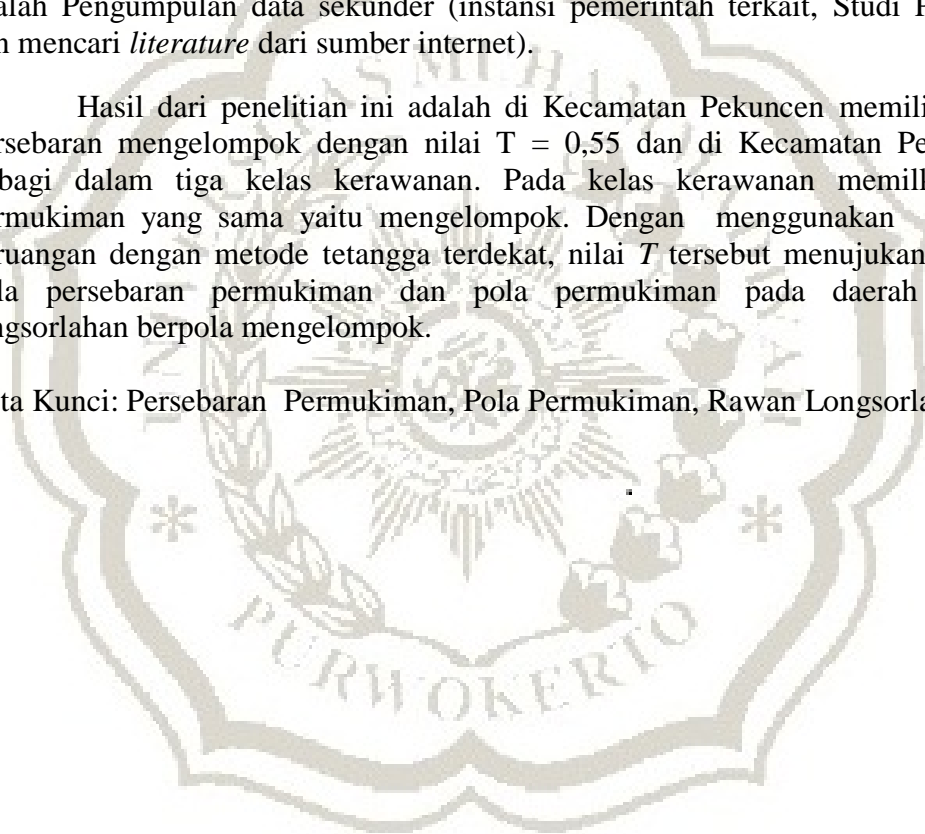 alah Pengumpulan data sekunder (instansi pemerintah terkait, Studi
n mencari literature dari sumber internet).
Hasil dari penelitian ini adalah di Kecamatan Pekuncen memili
rsebaran mengelompok dengan nilai T = 0,55 dan di Kecamatan Pe
bagi dalam tiga kelas kerawanan. Pada kelas kerawanan memilk
rmukiman yang sama yaitu mengelompok. Dengan menggunakan
ruangan dengan metode tetangga terdekat, nilai T tersebut menujukan
la persebaran permukiman dan pola permukiman pada daerah
ngsorlahan berpola mengelompok.
ta Kunci: Persebaran Permukiman, Pola Permukiman, Rawan Longsorla
PURWOKERTO